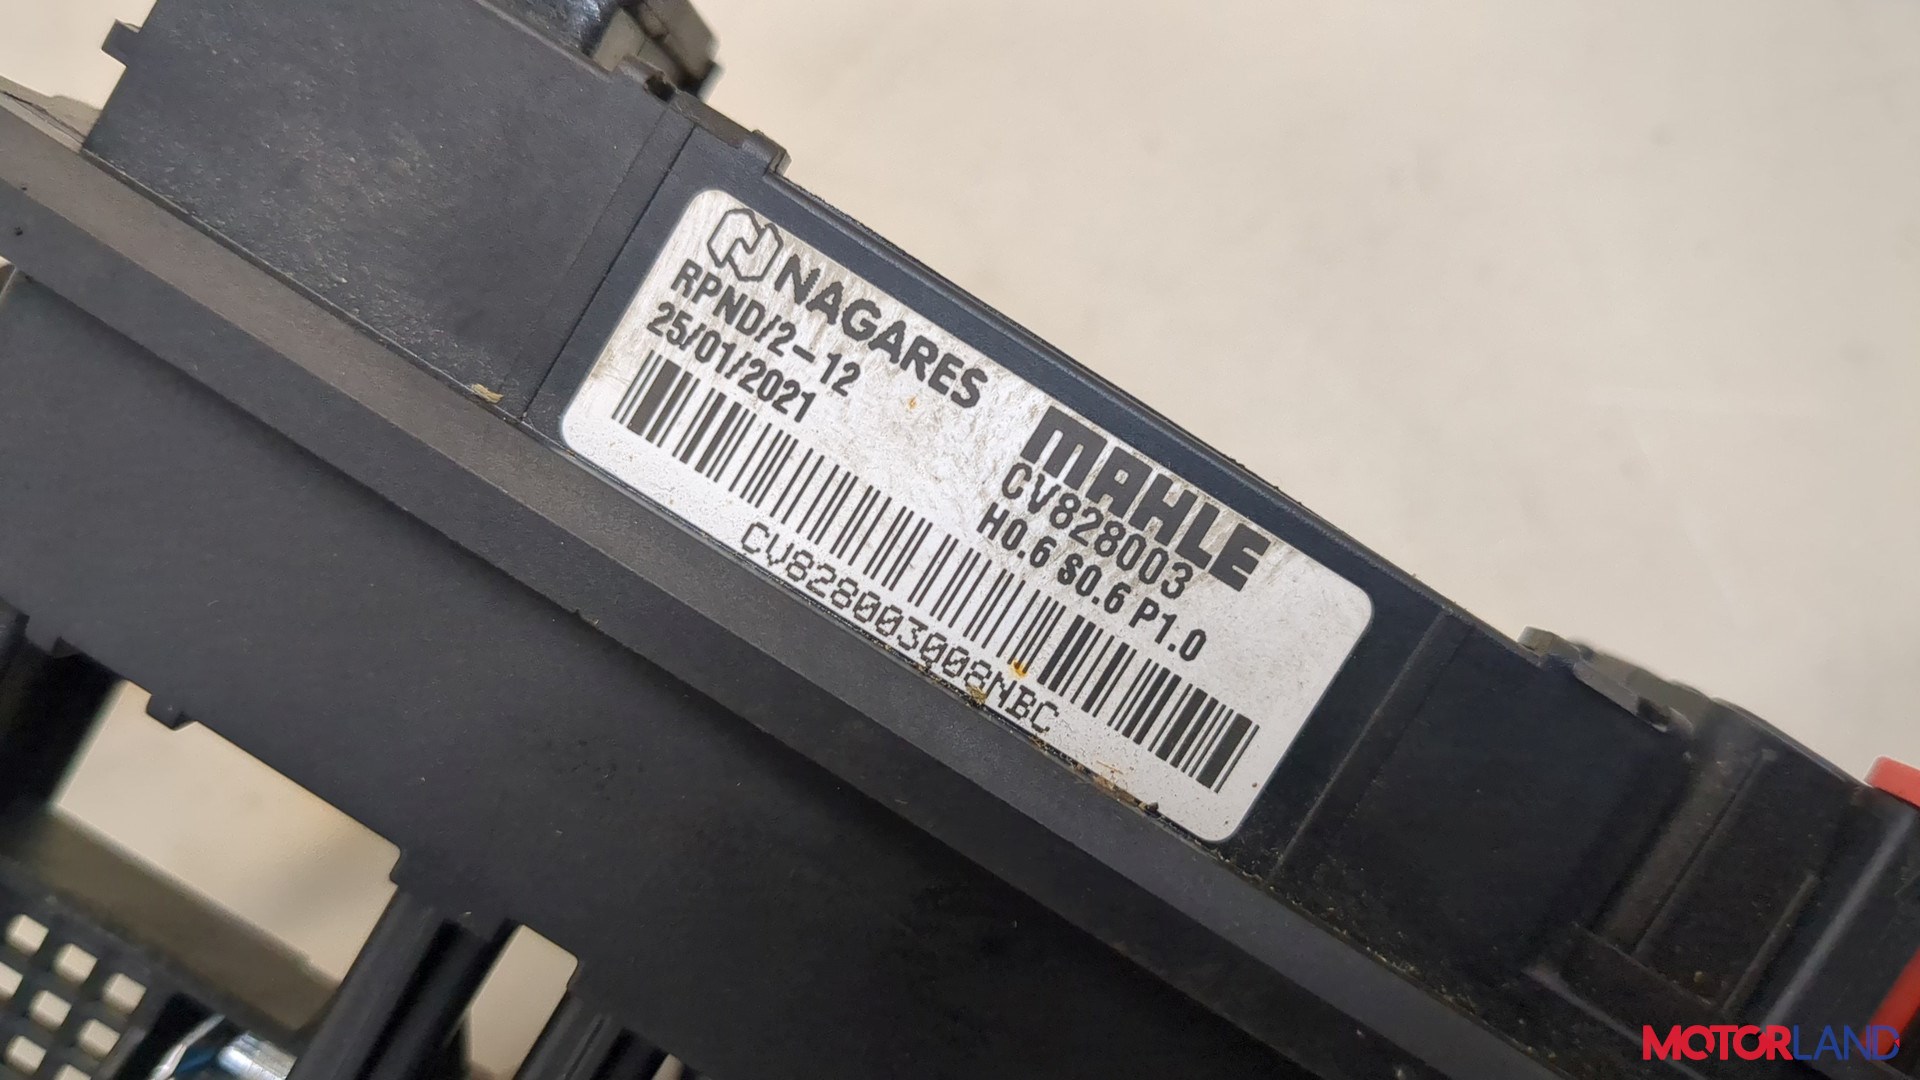 NAGARES
RPND/2-12
25/01/2021
MAHLE
CV828003
H0.6 S0.6 P1.0
CV828003008NBC
MOTORLAND